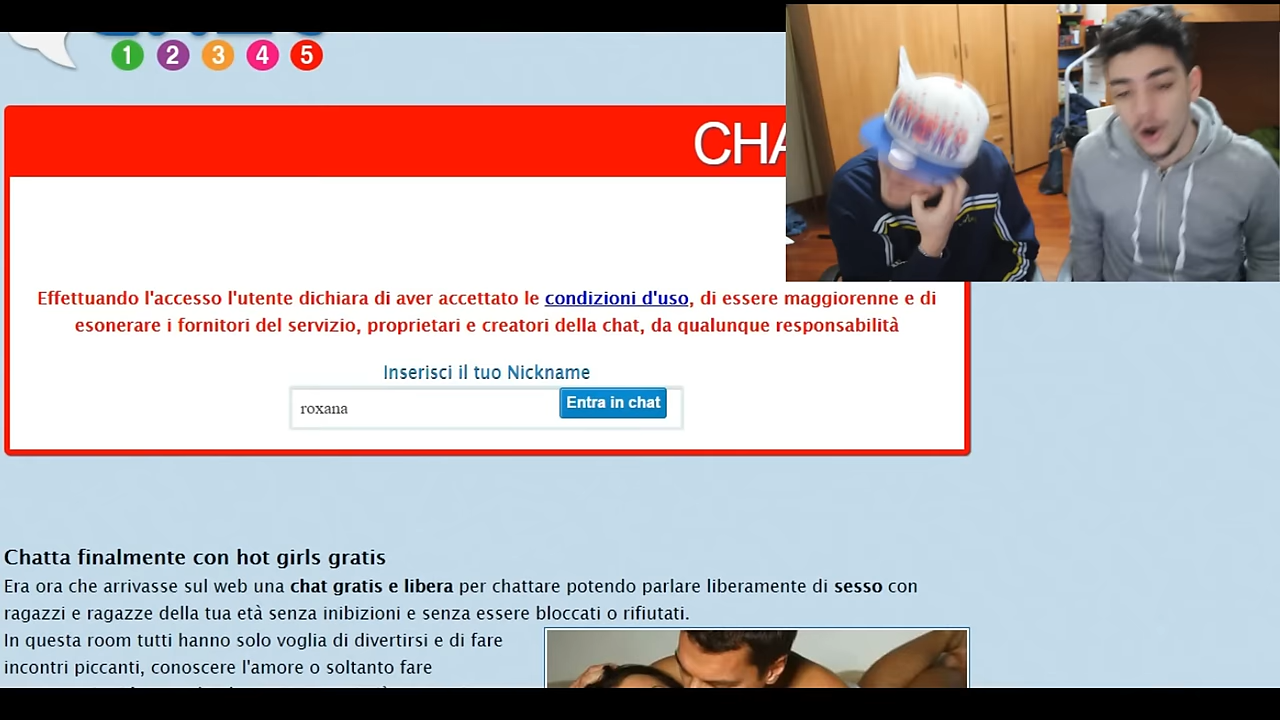 1 2 3 4 5
CHA
Effettuando l'accesso l'utente dichiara di aver accettato le condizioni d'uso, di essere maggiorenne e di
esonerare i fornitori del servizio, proprietari e creatori della chat, da qualunque responsabilità
Inserisci il tuo Nickname
roxana Entra in chat
Chatta finalmente con hot girls gratis
Era ora che arrivasse sul web una chat gratis e libera per chattare potendo parlare liberamente di sesso con
ragazzi e ragazze della tua età senza inibizioni e senza essere bloccati o rifiutati.
In questa room tutti hanno solo voglia di divertirsi e di fare
incontri piccanti, conoscere l'amore o soltanto fare